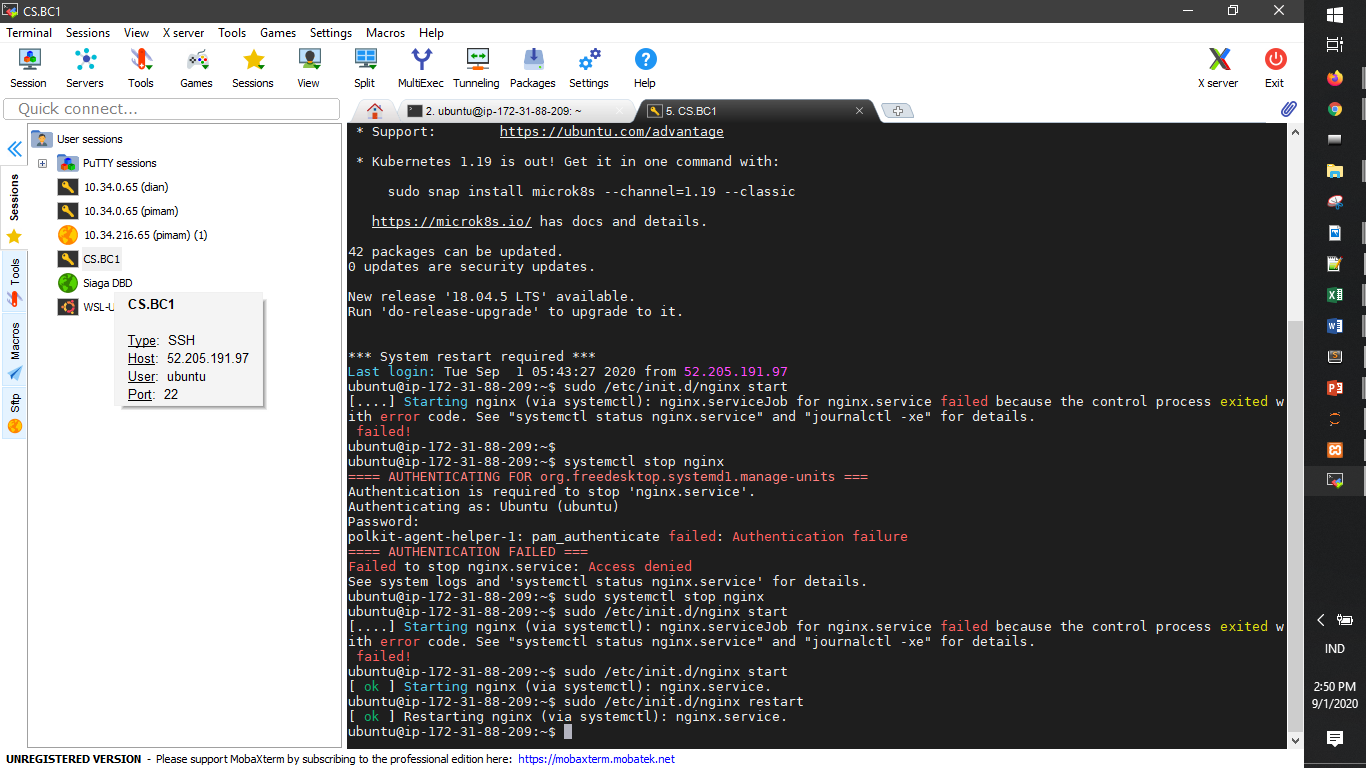 CS.BC1
Terminal Sessions View X server Tools Games Settings Macros Help
Session Servers Tools Games Sessions View Split MultiExec Tunneling Packages Settings Help X server Exit
Quick connect...
2. ubuntu@ip-172-31-88-209: ~
5. CS.BC1
Sessions
Tools
Macros
Sftp
User sessions
PuTTY sessions
10.34.0.65 (dian)
10.34.0.65 (pimam)
10.34.216.65 (pimam) (1)
CS.BC1
Siaga DBD
WSL-U
CS.BC1
Type: SSH
Host: 52.205.191.97
User: ubuntu
Port: 22
* Support: https://ubuntu.com/advantage
* Kubernetes 1.19 is out! Get it in one command with:
sudo snap install microk8s --channel=1.19 --classic
https://microk8s.io/ has docs and details.
42 packages can be updated.
0 updates are security updates.
New release '18.04.5 LTS' available.
Run 'do-release-upgrade' to upgrade to it.
*** System restart required ***
Last login: Tue Sep  1 05:43:27 2020 from 52.205.191.97
ubuntu@ip-172-31-88-209:~$ sudo /etc/init.d/nginx start
[....] Starting nginx (via systemctl): nginx.serviceJob for nginx.service failed because the control process exited w
ith error code. See "systemctl status nginx.service" and "journalctl -xe" for details.
failed!
ubuntu@ip-172-31-88-209:~$
ubuntu@ip-172-31-88-209:~$ systemctl stop nginx
==== AUTHENTICATING FOR org.freedesktop.systemd1.manage-units ===
Authentication is required to stop 'nginx.service'.
Authenticating as: Ubuntu (ubuntu)
Password:
polkit-agent-helper-1: pam_authenticate failed: Authentication failure
==== AUTHENTICATION FAILED ===
Failed to stop nginx.service: Access denied
See system logs and 'systemctl status nginx.service' for details.
ubuntu@ip-172-31-88-209:~$ sudo systemctl stop nginx
ubuntu@ip-172-31-88-209:~$ sudo /etc/init.d/nginx start
[....] Starting nginx (via systemctl): nginx.serviceJob for nginx.service failed because the control process exited w
ith error code. See "systemctl status nginx.service" and "journalctl -xe" for details.
failed!
ubuntu@ip-172-31-88-209:~$ sudo /etc/init.d/nginx start
[ ok ] Starting nginx (via systemctl): nginx.service.
ubuntu@ip-172-31-88-209:~$ sudo /etc/init.d/nginx restart
[ ok ] Restarting nginx (via systemctl): nginx.service.
ubuntu@ip-172-31-88-209:~$
IND
2:50 PM
9/1/2020
UNREGISTERED VERSION - Please support MobaXterm by subscribing to the professional edition here: https://mobaxterm.mobatek.net